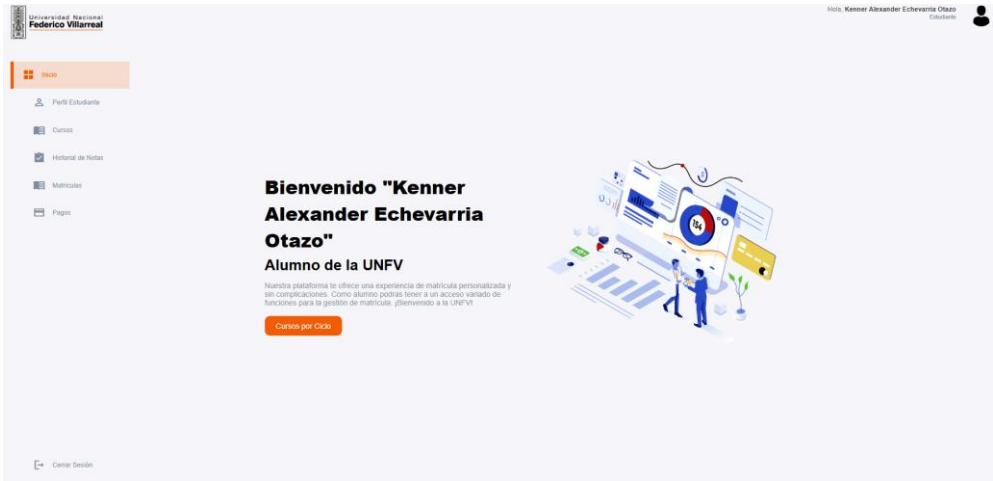 Universidad Nacional
Federico Villarreal
Hola, Kenner Alexander Echevarria Otazo
Estudiante
Inicio
Perfil Estudiante
Cursos
Historial de Notas
Matriculas
Pagos
Bienvenido "Kenner
Alexander Echevarria
Otazo"
Alumno de la UNFV
Nuestra plataforma te ofrece una experiencia de matrícula personalizada y
sin complicaciones. Como alumno podras tener a un acceso variado de
funciones para la gestión de matrícula. ¡Bienvenido a la UNFV!
Cursos por Ciclo
154
Cerrar Sesión